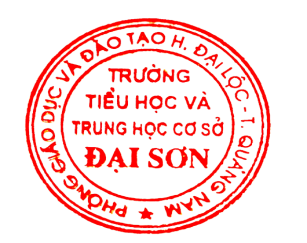 PHÒNG GIÁO DỤC VÀ ĐÀO TẠO H. ĐẠI LỘC - T. QUẢNG NAM
TRƯỜNG
TIỂU HỌC VÀ
TRUNG HỌC CƠ SỞ
ĐẠI SƠN